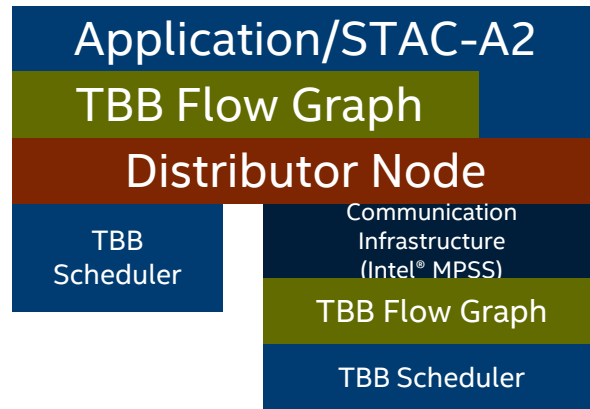 Application/STAC-A2
TBB Flow Graph
Distributor Node
TBB
Scheduler
Communication
Infrastructure
(Intel® MPSS)
TBB Flow Graph
TBB Scheduler